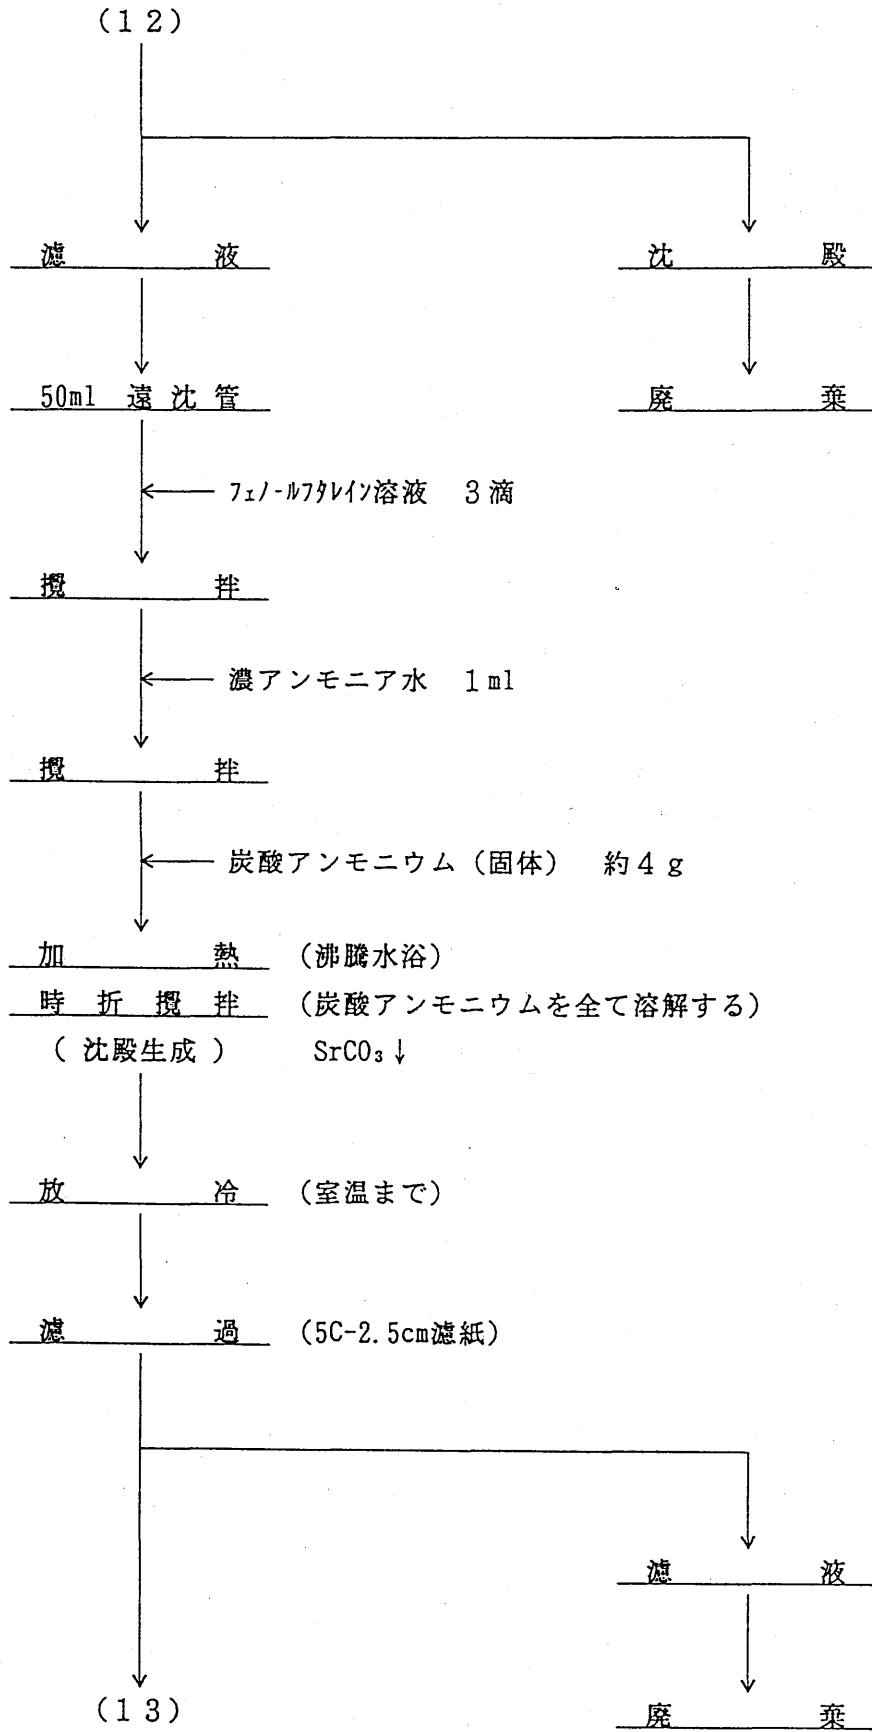 (12)
濾液 沈殿
50ml 遠沈管 廃棄
フェノールフタレイン溶液 3滴
攪拌
濃アンモニア水 1ml
攪拌
炭酸アンモニウム(固体) 約4g
加熱 (沸騰水浴)
時折攪拌 (炭酸アンモニウムを全て溶解する)
(沈殿生成) SrCO₃↓
放冷 (室温まで)
濾過 (5C-2.5cm濾紙)
濾液
(13) 廃棄